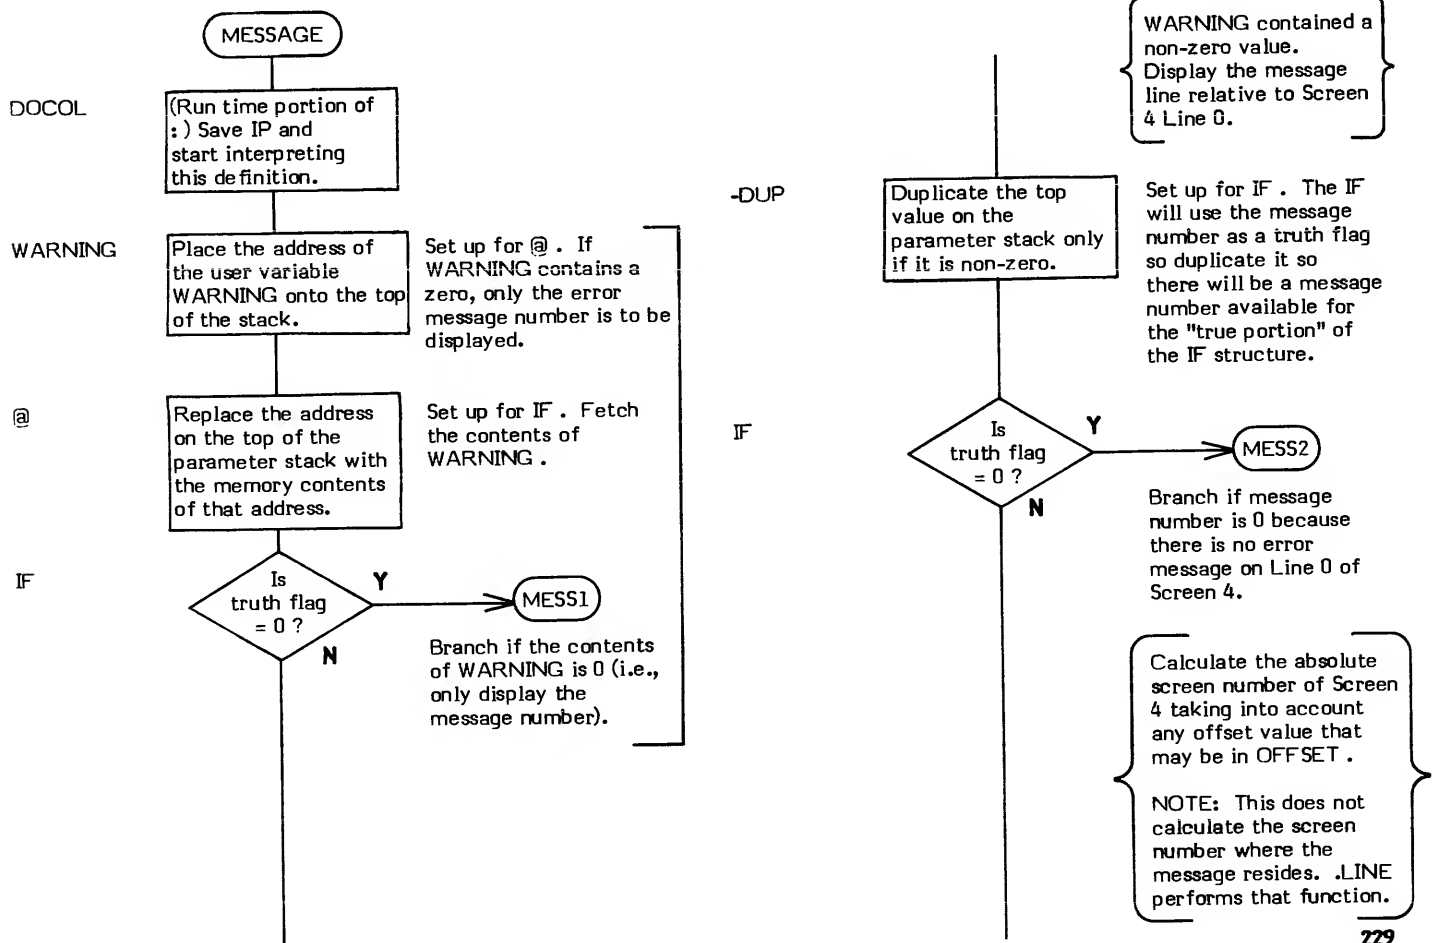 MESSAGE
DOCOL
(Run time portion of
: ) Save IP and
start interpreting
this definition.
WARNING
Place the address of
the user variable
WARNING onto the top
of the stack.
Set up for @ . If
WARNING contains a
zero, only the error
message number is to be
displayed.
@
Replace the address
on the top of the
parameter stack with
the memory contents
of that address.
Set up for IF . Fetch
the contents of
WARNING .
IF
Is
truth flag
= 0 ?
Y
N
MESS1
Branch if the contents
of WARNING is 0 (i.e.,
only display the
message number).
WARNING contained a
non-zero value.
Display the message
line relative to Screen
4 Line 0.
-DUP
Duplicate the top
value on the
parameter stack only
if it is non-zero.
Set up for IF . The IF
will use the message
number as a truth flag
so duplicate it so
there will be a message
number available for
the "true portion" of
the IF structure.
IF
Is
truth flag
= 0 ?
Y
N
MESS2
Branch if message
number is 0 because
there is no error
message on Line 0 of
Screen 4.
Calculate the absolute
screen number of Screen
4 taking into account
any offset value that
may be in OFFSET .
NOTE: This does not
calculate the screen
number where the
message resides. .LINE
performs that function.
229